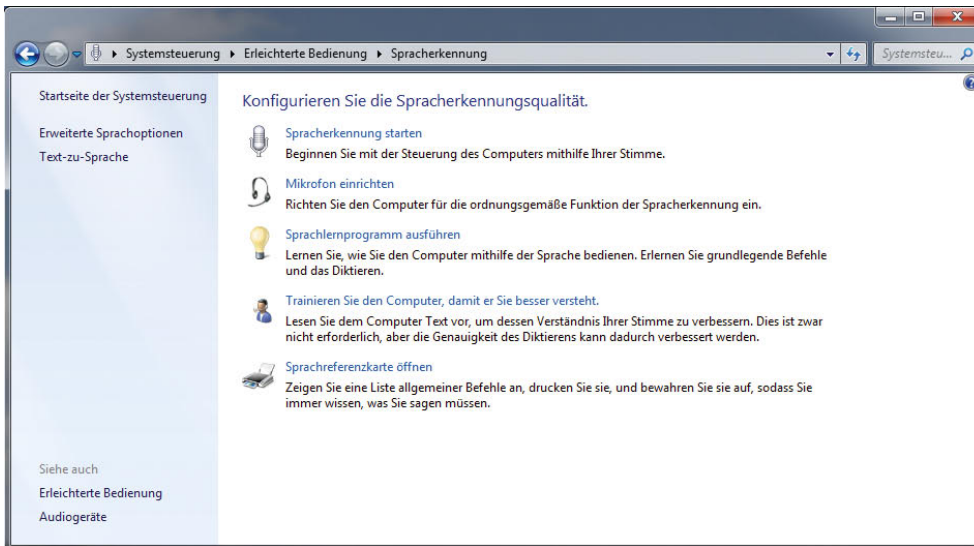 Systemsteuerung Erleichterte Bedienung Spracherkennung
Systemsteu...
Startseite der Systemsteuerung
Erweiterte Sprachoptionen
Text-zu-Sprache
Konfigurieren Sie die Spracherkennungsqualität.
Spracherkennung starten
Beginnen Sie mit der Steuerung des Computers mithilfe Ihrer Stimme.
Mikrofon einrichten
Richten Sie den Computer für die ordnungsgemäße Funktion der Spracherkennung ein.
Sprachlernprogramm ausführen
Lernen Sie, wie Sie den Computer mithilfe der Sprache bedienen. Erlernen Sie grundlegende Befehle
und das Diktieren.
Trainieren Sie den Computer, damit er Sie besser versteht.
Lesen Sie dem Computer Text vor, um dessen Verständnis Ihrer Stimme zu verbessern. Dies ist zwar
nicht erforderlich, aber die Genauigkeit des Diktierens kann dadurch verbessert werden.
Sprachreferenzkarte öffnen
Zeigen Sie eine Liste allgemeiner Befehle an, drucken Sie sie, und bewahren Sie sie auf, sodass Sie
immer wissen, was Sie sagen müssen.
Siehe auch
Erleichterte Bedienung
Audiogeräte